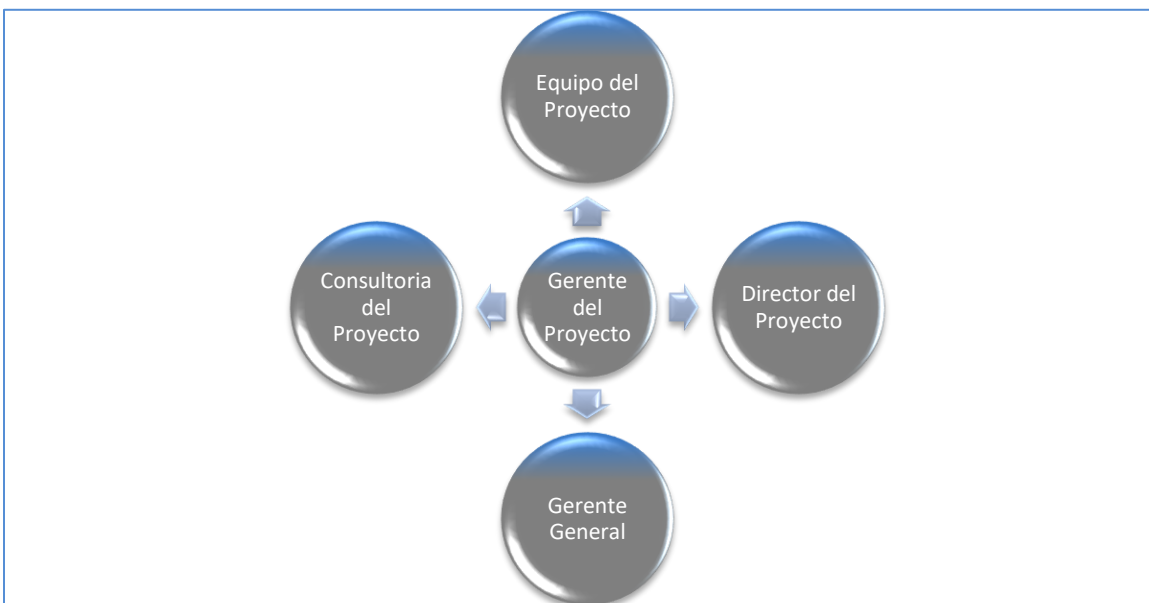 Equipo del
Proyecto
Consultoria
del
Proyecto
Gerente
del
Proyecto
Director del
Proyecto
Gerente
General